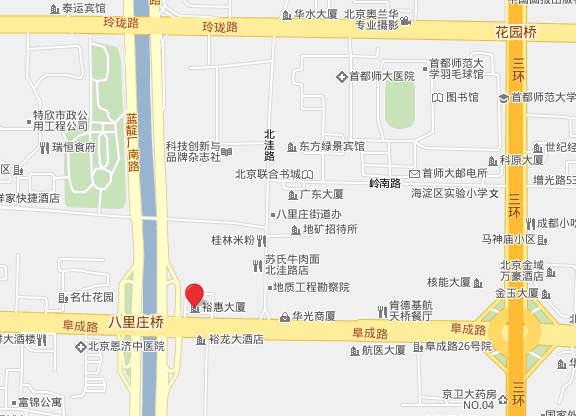 泰运宾馆
路
玲珑路
玲珑路
华水大厦
北京奥兰华
专业摄影
花园桥
三环
首都师范大
学羽毛球馆
首都师大医院
图书馆
首都师范大学
特欣市政公
用工程公司
瑞恒食府
蓝靛厂南路
科技创新与
品牌杂志社
北洼路
东方绿景宾馆
世纪经
科原大厦
北京联合书城
岭南路
首师大邮电所
增光路53
海淀区实验小学
祥家快捷酒店
区
广东大厦
三环
八里庄街道办
地矿招待所
成都小吃
桂林米粉
马神庙小区
苏氏牛肉面
北洼路店
北京金域
万豪酒店
核能大厦
金玉大厦
地质工程勘察院
名仕花园
裕惠大厦
肯德基航
天桥餐厅
华光商厦
八里庄桥
阜成路
阜成路
阜成路
裕龙大酒店
北京恩济中医院
大酒楼
航医大厦
阜成路26号院
富锦公寓
京卫大药房
NO.04
三环